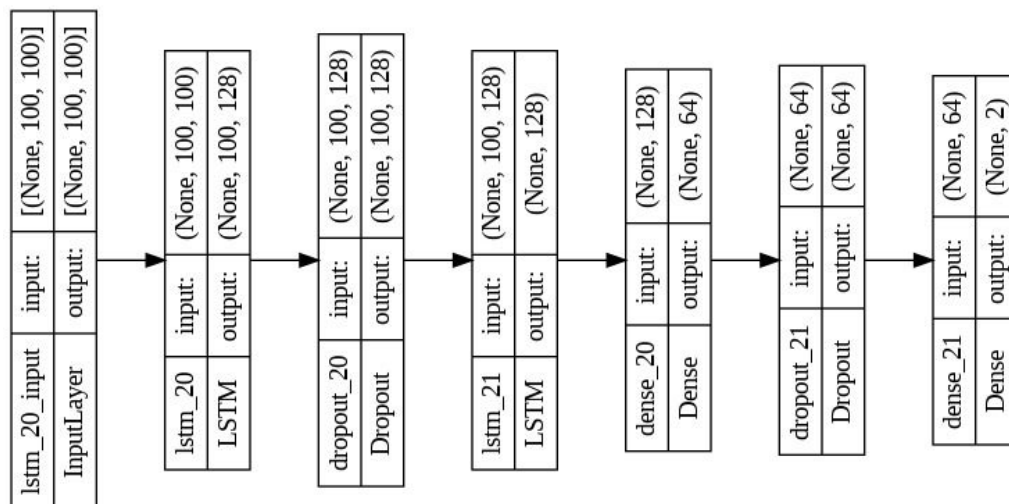 lstm_20_input input: [(None, 100, 100)]
InputLayer output: [(None, 100, 100)]
lstm_20 input: (None, 100, 100)
LSTM output: (None, 100, 128)
dropout_20 input: (None, 100, 128)
Dropout output: (None, 100, 128)
lstm_21 input: (None, 100, 128)
LSTM output: (None, 128)
dense_20 input: (None, 128)
Dense output: (None, 64)
dropout_21 input: (None, 64)
Dropout output: (None, 64)
dense_21 input: (None, 64)
Dense output: (None, 2)